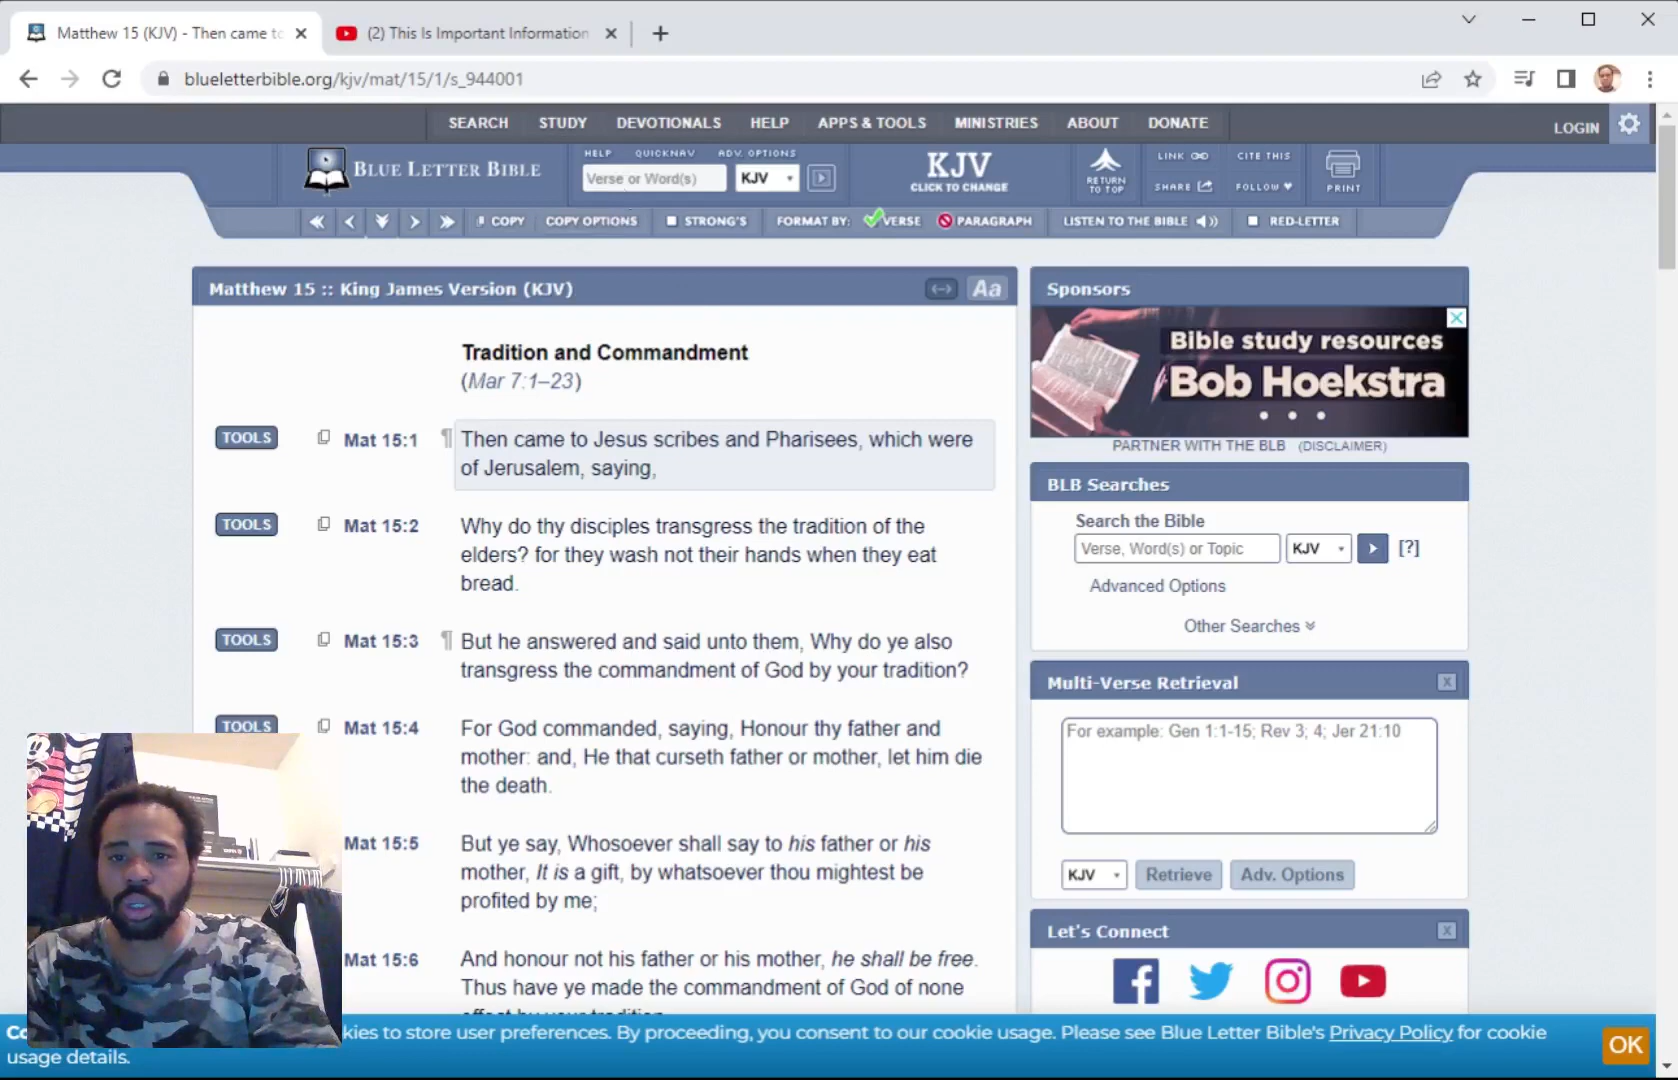 Matthew 15 (KJV) - Then came to
(2) This Is Important Information
blueletterbible.org/kjv/mat/15/1/s_944001
SEARCH STUDY DEVOTIONALS HELP APPS & TOOLS MINISTRIES ABOUT DONATE
LOGIN
BLUE LETTER BIBLE
HELP QUICKNAV ADV. OPTIONS
Verse or Word(s) KJV
KJV
CLICK TO CHANGE
RETURN
TO TOP
LINK CITE THIS
SHARE FOLLOW
PRINT
COPY COPY OPTIONS STRONG'S FORMAT BY: VERSE PARAGRAPH LISTEN TO THE BIBLE RED-LETTER
Matthew 15 :: King James Version (KJV) Aa
Tradition and Commandment
(Mar 7:1–23)
TOOLS Mat 15:1 ¶ Then came to Jesus scribes and Pharisees, which were
of Jerusalem, saying,
TOOLS Mat 15:2 Why do thy disciples transgress the tradition of the
elders? for they wash not their hands when they eat
bread.
TOOLS Mat 15:3 ¶ But he answered and said unto them, Why do ye also
transgress the commandment of God by your tradition?
TOOLS Mat 15:4 For God commanded, saying, Honour thy father and
mother: and, He that curseth father or mother, let him die
the death.
Mat 15:5 But ye say, Whosoever shall say to his father or his
mother, It is a gift, by whatsoever thou mightest be
profited by me;
Mat 15:6 And honour not his father or his mother, he shall be free.
Thus have ye made the commandment of God of none
Sponsors
Bible study resources
Bob Hoekstra
PARTNER WITH THE BLB (DISCLAIMER)
BLB Searches
Search the Bible
Verse, Word(s) or Topic KJV [?]
Advanced Options
Other Searches
Multi-Verse Retrieval X
For example: Gen 1:1-15; Rev 3; 4; Jer 21:10
KJV Retrieve Adv. Options
Let's Connect X
Co kies to store user preferences. By proceeding, you consent to our cookie usage. Please see Blue Letter Bible's Privacy Policy for cookie
usage details.
OK